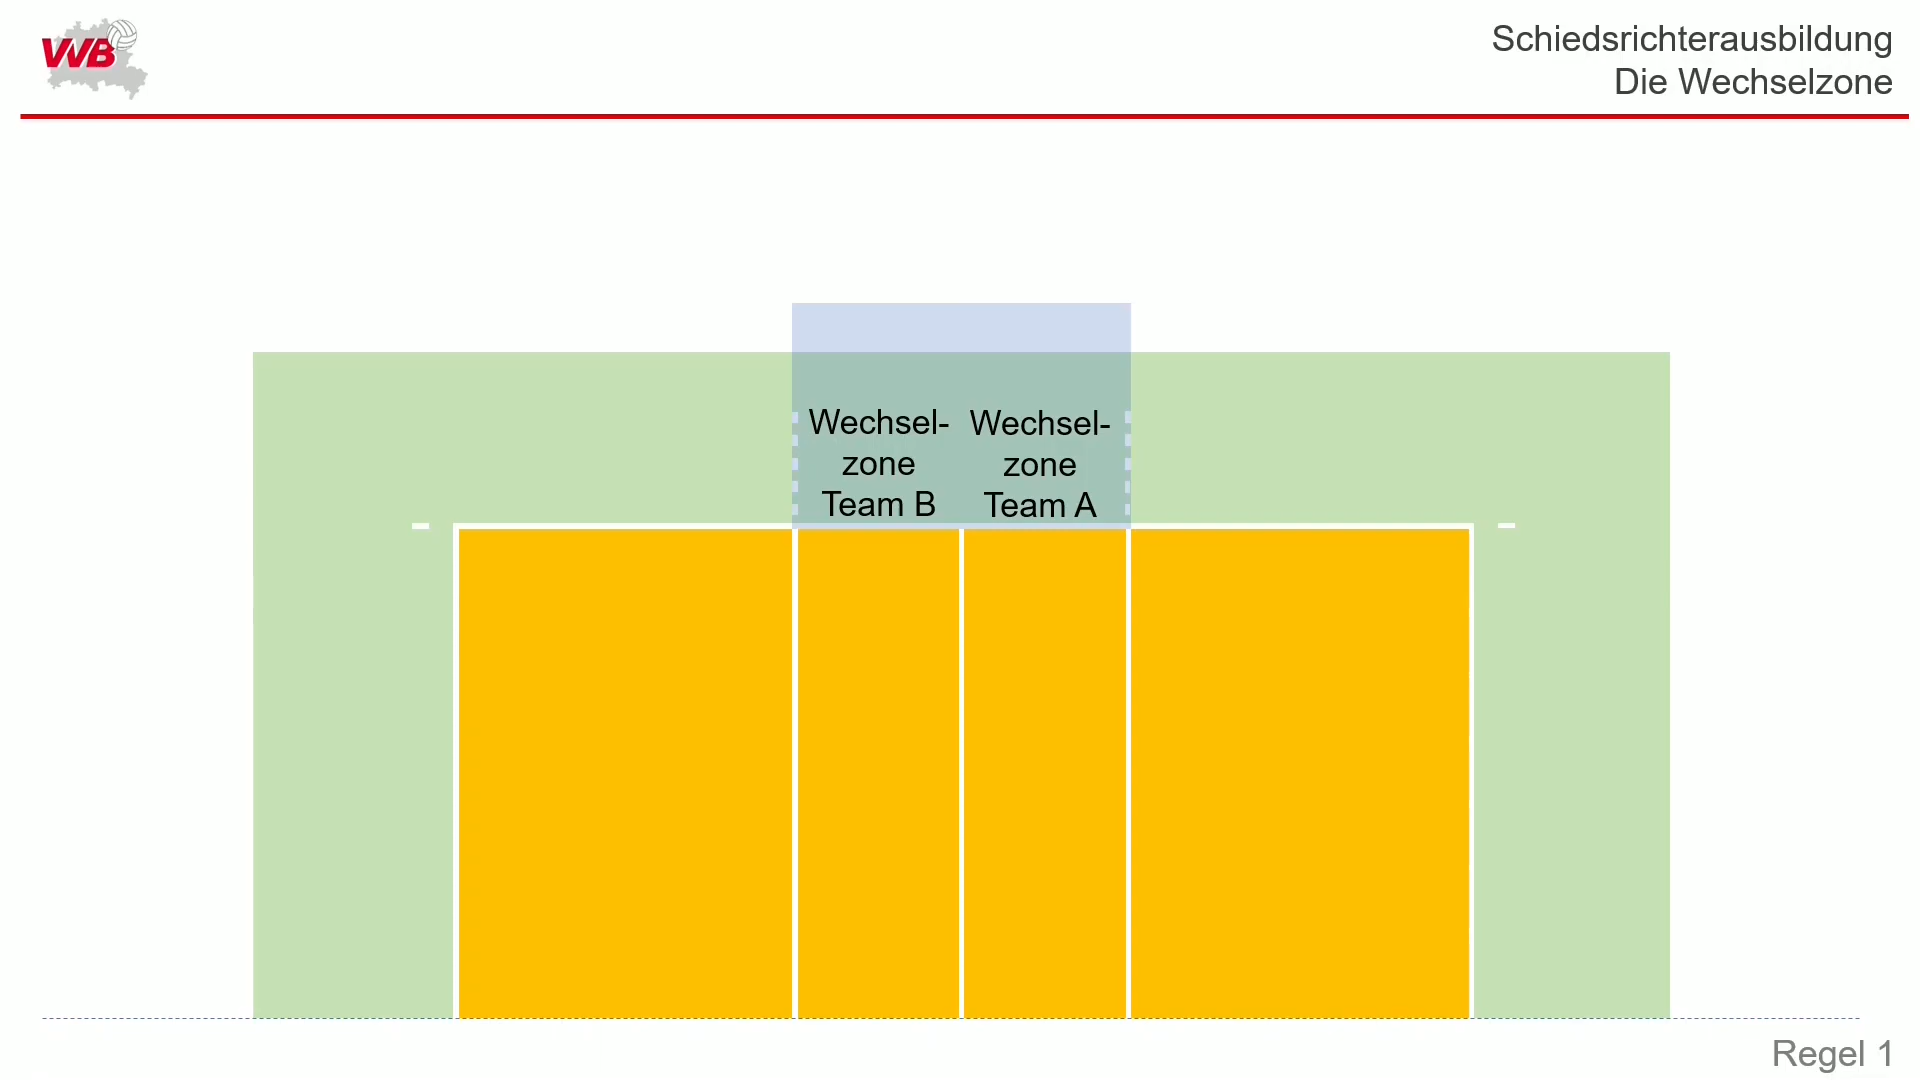 VVB
Schiedsrichterausbildung
Die Wechselzone
Wechsel-
zone
Team B
Wechsel-
zone
Team A
Regel 1